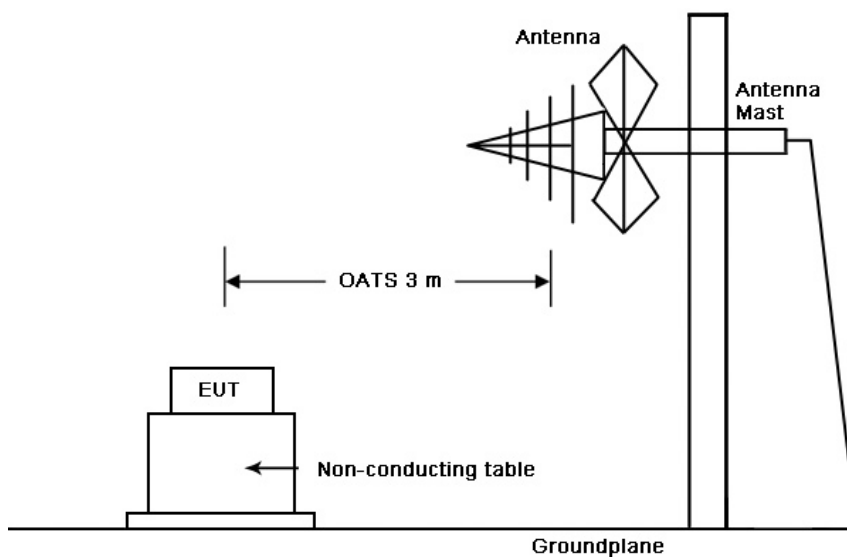 Antenna
Antenna
Mast
OATS 3 m
EUT
Non-conducting table
Groundplane